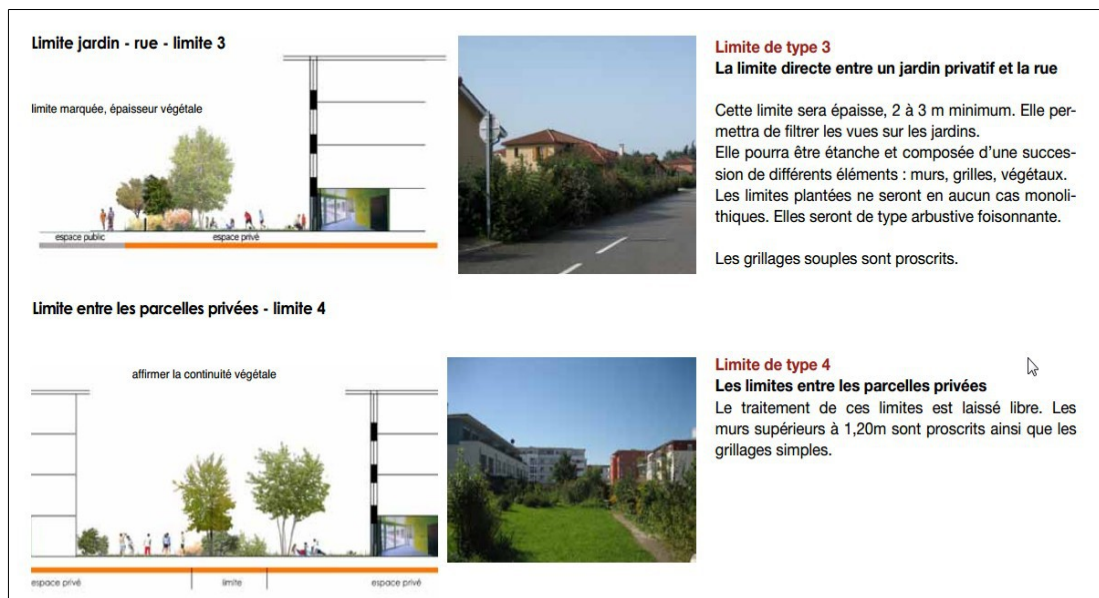 Limite jardin - rue - limite 3
limite marquée, épaisseur végétale
espace public
espace privé
Limite de type 3
La limite directe entre un jardin privatif et la rue
Cette limite sera épaisse, 2 à 3 m minimum. Elle per-
mettra de filtrer les vues sur les jardins.
Elle pourra être étanche et composée d'une succes-
sion de différents éléments : murs, grilles, végétaux.
Les limites plantées ne seront en aucun cas monoli-
thiques. Elles seront de type arbustive foisonnante.
Les grillages souples sont proscrits.
Limite entre les parcelles privées - limite 4
affirmer la continuité végétale
espace privé
limite
espace privé
Limite de type 4
Les limites entre les parcelles privées
Le traitement de ces limites est laissé libre. Les
murs supérieurs à 1,20m sont proscrits ainsi que les
grillages simples.